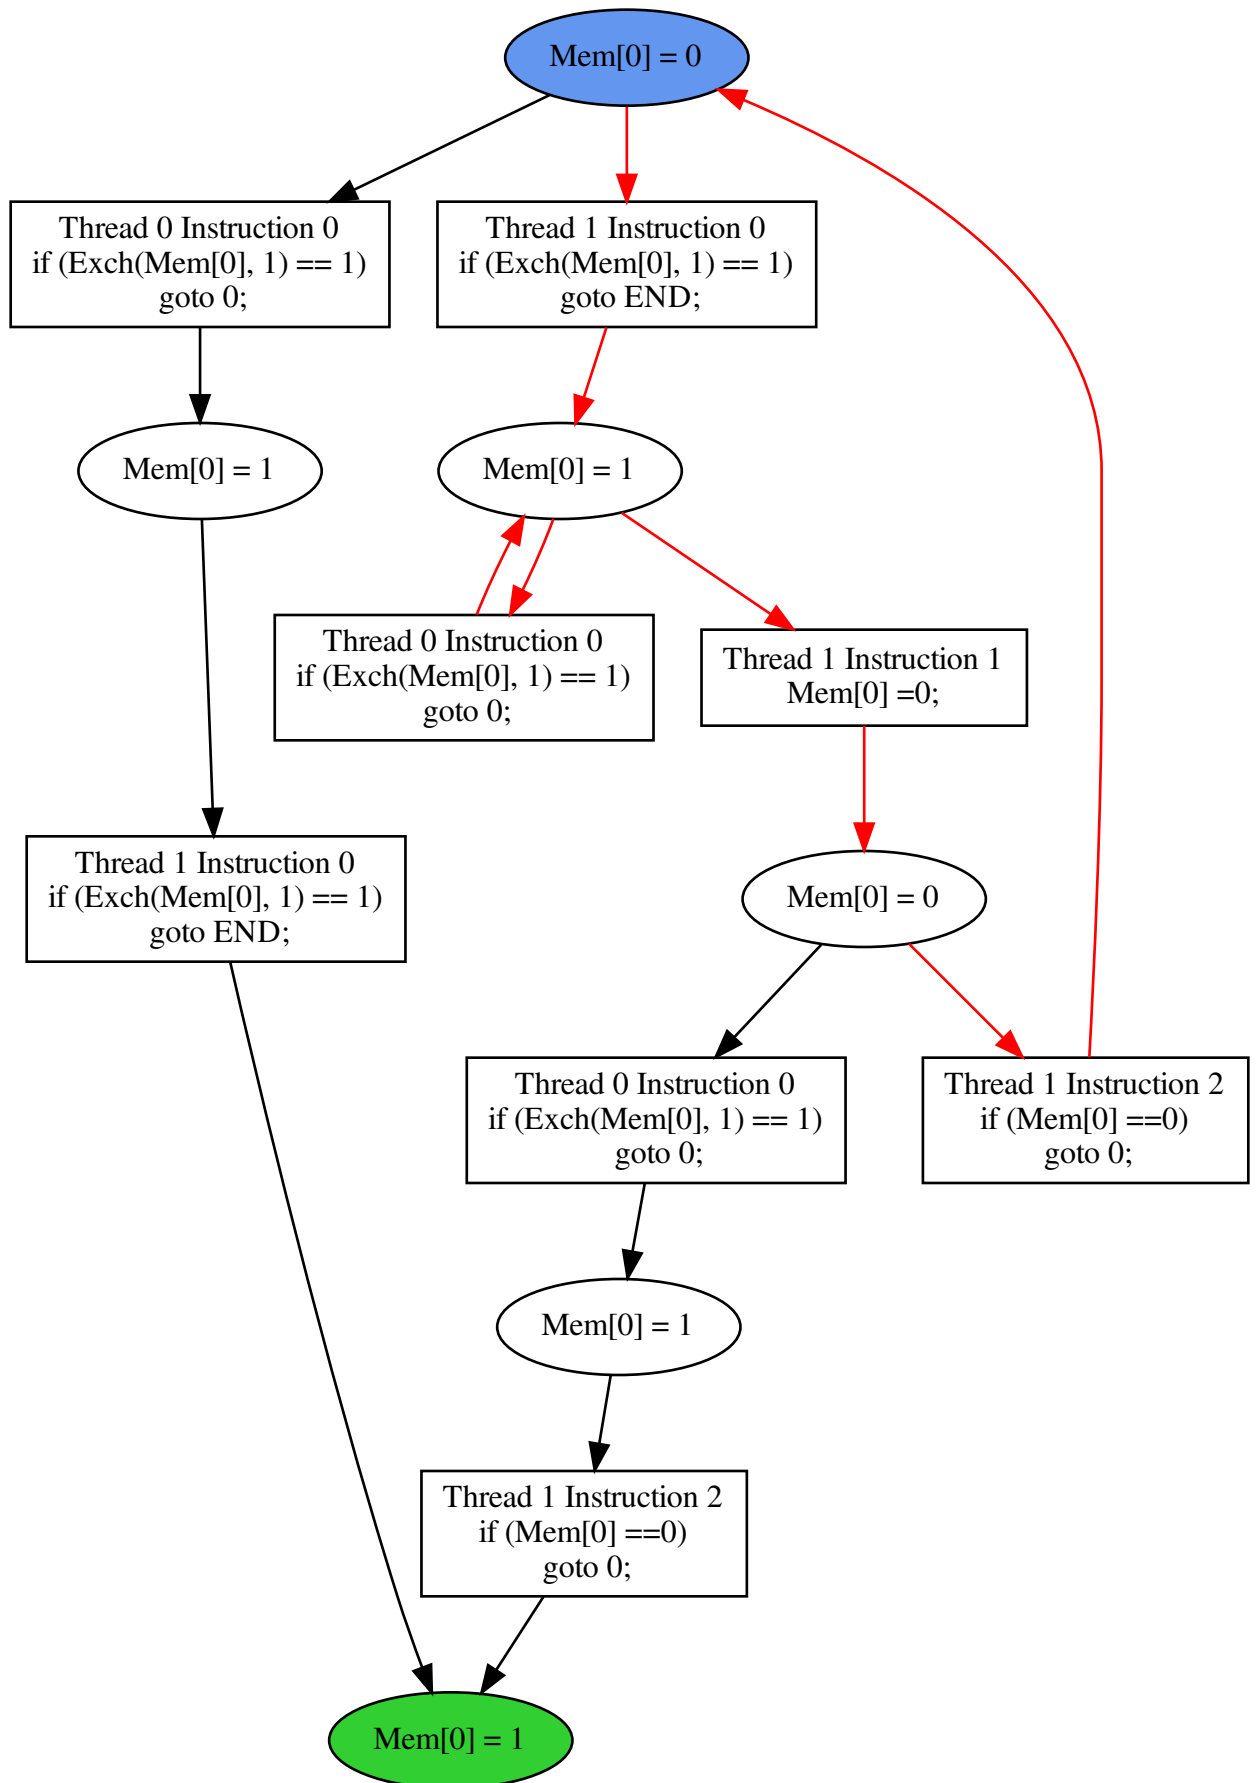 Mem[0] = 0
Thread 0 Instruction 0
if (Exch(Mem[0], 1) == 1)
goto 0;
Thread 1 Instruction 0
if (Exch(Mem[0], 1) == 1)
goto END;
Mem[0] = 1
Mem[0] = 1
Thread 0 Instruction 0
if (Exch(Mem[0], 1) == 1)
goto 0;
Thread 1 Instruction 1
Mem[0] =0;
Thread 1 Instruction 0
if (Exch(Mem[0], 1) == 1)
goto END;
Mem[0] = 0
Thread 0 Instruction 0
if (Exch(Mem[0], 1) == 1)
goto 0;
Thread 1 Instruction 2
if (Mem[0] ==0)
goto 0;
Mem[0] = 1
Thread 1 Instruction 2
if (Mem[0] ==0)
goto 0;
Mem[0] = 1